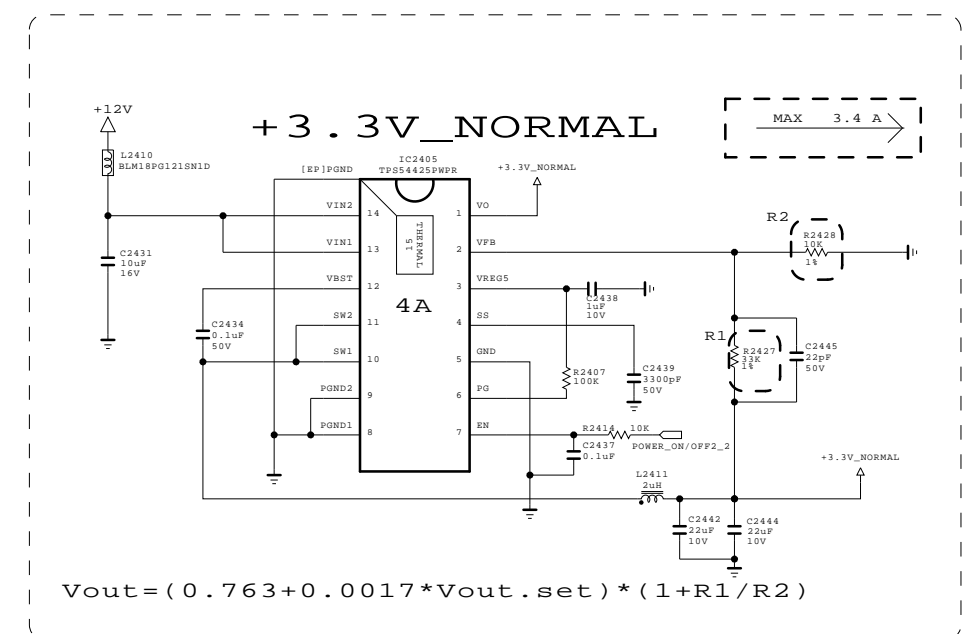 +12V
+3.3V_NORMAL
MAX 3.4 A
L2410
BLM18PG121SN1D
[EP]PGND
IC2405
TPS54425PWPR
+3.3V_NORMAL
VIN2
14
1
VO
R2
R2428
10K
1%
VIN1
13
15
THERMAL
2
VFB
C2431
10uF
16V
VBST
12
3
VREG5
C2438
1uF
10V
4A
C2434
0.1uF
50V
SW2
11
4
SS
R1
R2427
33K
1%
C2445
22pF
50V
SW1
10
5
GND
R2407
100K
C2439
3300pF
50V
PGND2
9
6
PG
PGND1
8
7
EN
R2414 10K
POWER_ON/OFF2_2
C2437
0.1uF
+3.3V_NORMAL
L2411
2uH
C2442
22uF
10V
C2444
22uF
10V
Vout=(0.763+0.0017*Vout.set)*(1+R1/R2)